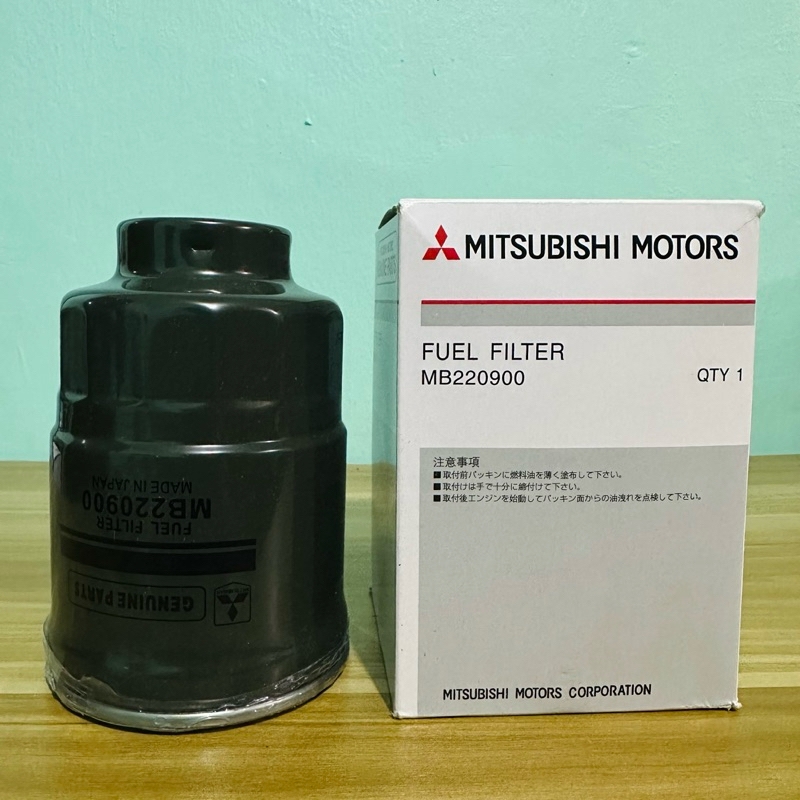 MITSUBISHI MOTORS
FUEL FILTER
MB220900
QTY 1
注意事項
■取付前パッキンに燃料油を薄く塗布して下さい。
■取付けは手で十分に締付けて下さい。
■取付後エンジンを始動してパッキン面からの油洩れを点検して下さい。
MITSUBISHI MOTORS CORPORATION
GENUINE PARTS
FUEL FILTER
MB220900
MADE IN JAPAN